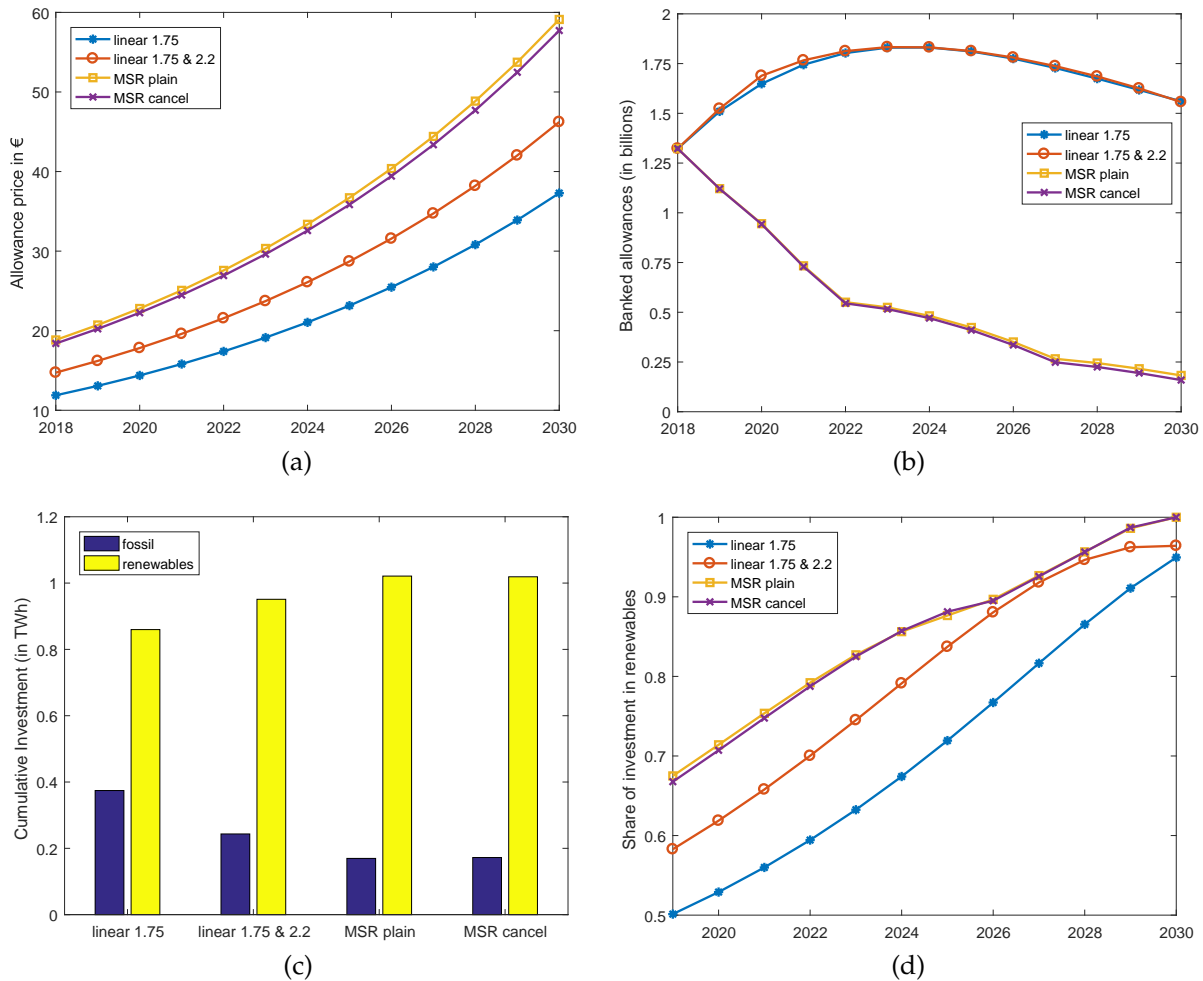 60
50
40
30
20
10
Allowance price in €
linear 1.75
linear 1.75 & 2.2
MSR plain
MSR cancel
2018 2020 2022 2024 2026 2028 2030
(a)
2
1.75
1.5
1.25
1
0.75
0.5
0.25
0
Banked allowances (in billions)
linear 1.75
linear 1.75 & 2.2
MSR plain
MSR cancel
2018 2020 2022 2024 2026 2028 2030
(b)
1.2
1
0.8
0.6
0.4
0.2
0
Cumulative Investment (in TWh)
fossil
renewables
linear 1.75 linear 1.75 & 2.2 MSR plain MSR cancel
(c)
1
0.9
0.8
0.7
0.6
0.5
Share of investment in renewables
linear 1.75
linear 1.75 & 2.2
MSR plain
MSR cancel
2020 2022 2024 2026 2028 2030
(d)